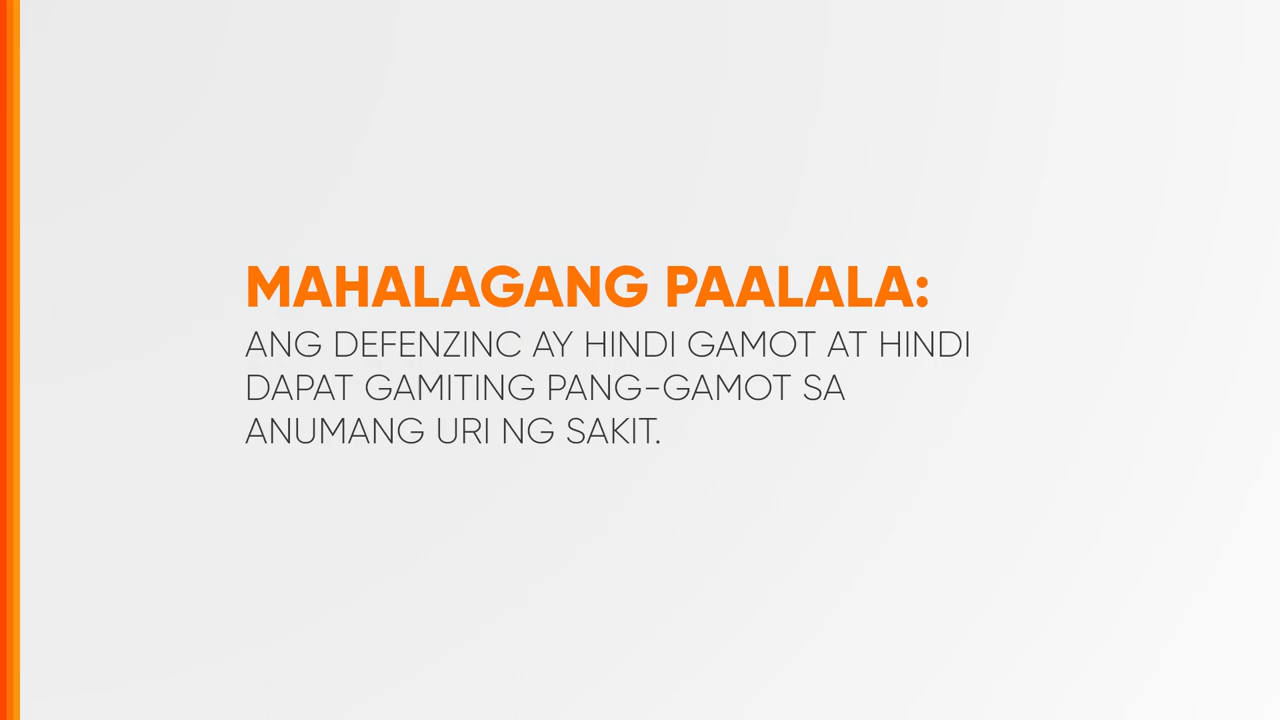 MAHALAGANG PAALALA:
ANG DEFENZINC AY HINDI GAMOT AT HINDI
DAPAT GAMITING PANG-GAMOT SA
ANUMANG URI NG SAKIT.